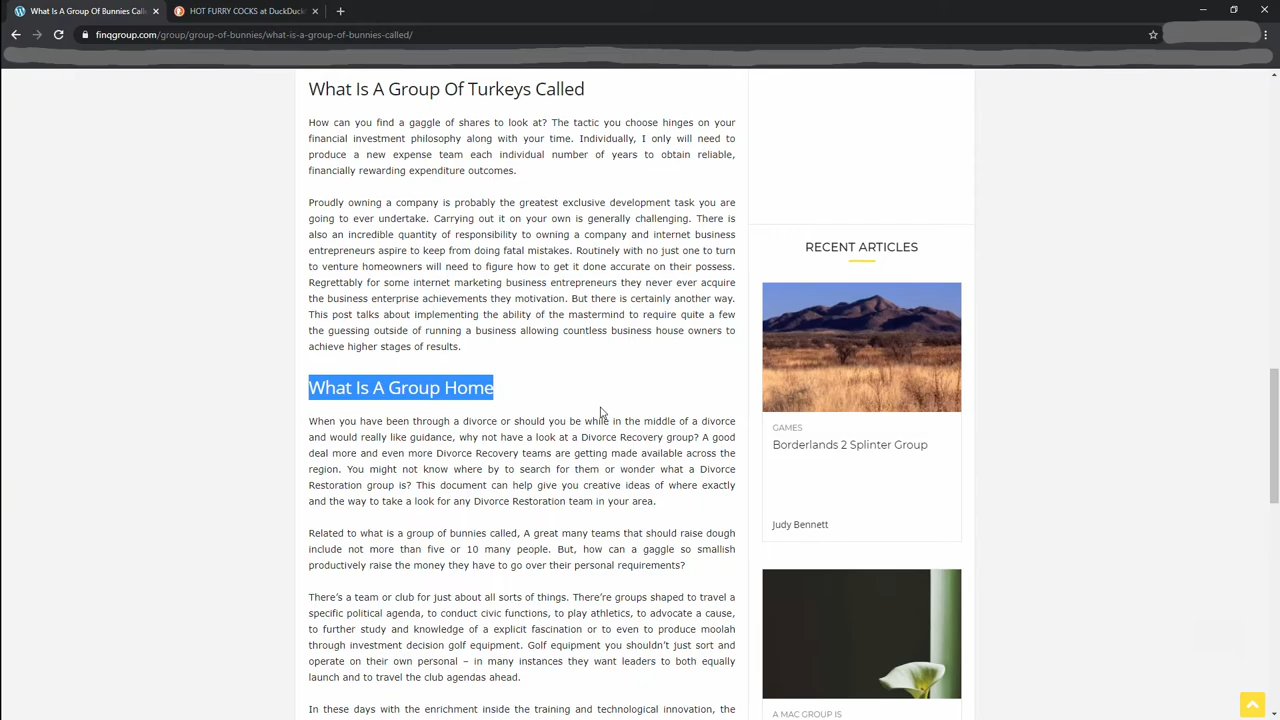 What Is A Group Of Bunnies Calle
HOT FURRY COCKS at DuckDuck
finqgroup.com/group/group-of-bunnies/what-is-a-group-of-bunnies-called/
What Is A Group Of Turkeys Called
How can you find a gaggle of shares to look at? The tactic you choose hinges on your
financial investment philosophy along with your time. Individually, I only will need to
produce a new expense team each individual number of years to obtain reliable,
financially rewarding expenditure outcomes.
Proudly owning a company is probably the greatest exclusive development task you are
going to ever undertake. Carrying out it on your own is generally challenging. There is
also an incredible quantity of responsibility to owning a company and internet business
entrepreneurs aspire to keep from doing fatal mistakes. Routinely with no just one to turn
to venture homeowners will need to figure how to get it done accurate on their possess.
Regrettably for some internet marketing business entrepreneurs they never ever acquire
the business enterprise achievements they motivation. But there is certainly another way.
This post talks about implementing the ability of the mastermind to require quite a few
the guessing outside of running a business allowing countless business house owners to
achieve higher stages of results.
What Is A Group Home
When you have been through a divorce or should you be while in the middle of a divorce
and would really like guidance, why not have a look at a Divorce Recovery group? A good
deal more and even more Divorce Recovery teams are getting made available across the
region. You might not know where by to search for them or wonder what a Divorce
Restoration group is? This document can help give you creative ideas of where exactly
and the way to take a look for any Divorce Restoration team in your area.
Related to what is a group of bunnies called, A great many teams that should raise dough
include not more than five or 10 many people. But, how can a gaggle so smallish
productively raise the money they have to go over their personal requirements?
There's a team or club for just about all sorts of things. There're groups shaped to travel a
specific political agenda, to conduct civic functions, to play athletics, to advocate a cause,
to further study and knowledge of a explicit fascination or to even to produce moolah
through investment decision golf equipment. Golf equipment you shouldn't just sort and
operate on their own personal – in many instances they want leaders to both equally
launch and to travel the club agendas ahead.
In these days with the enrichment inside the training and technological innovation, the
RECENT ARTICLES
GAMES
Borderlands 2 Splinter Group
Judy Bennett
A MAC GROUP IS